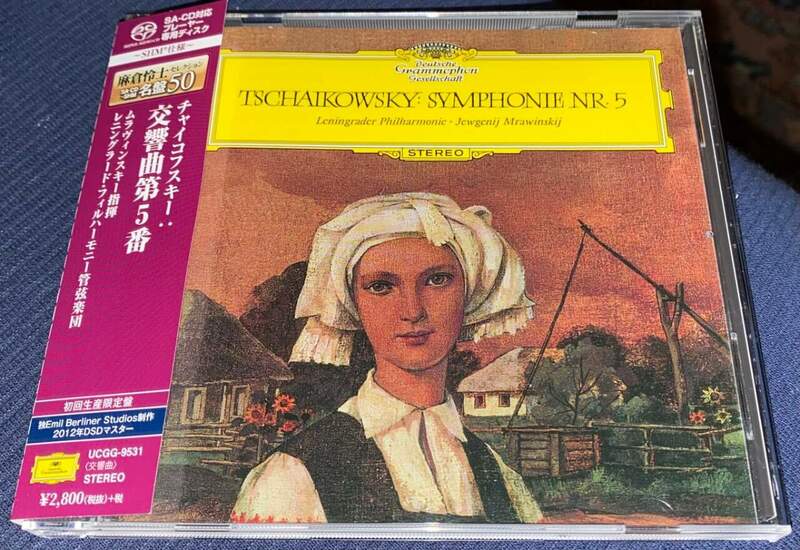 SA-CD対応
プレーヤー
専用ディスク
~SHM仕様~
麻倉怜士セレクション
名盤50
チャイコフスキー:
交響曲第5番
ムラヴィンスキー指揮
レニングラード・フィルハーモニー管弦楽団
初回生産限定盤
独Emil Berliner Studios制作
2012年DSDマスター
UCGG-9531
(交響曲)
STEREO
¥2,800(税抜)+税
Deutsche
Grammophon
Gesellschaft
TSCHAIKOWSKY: SYMPHONIE NR. 5
Leningrader Philharmonie · Jewgenij Mrawinskij
STEREO